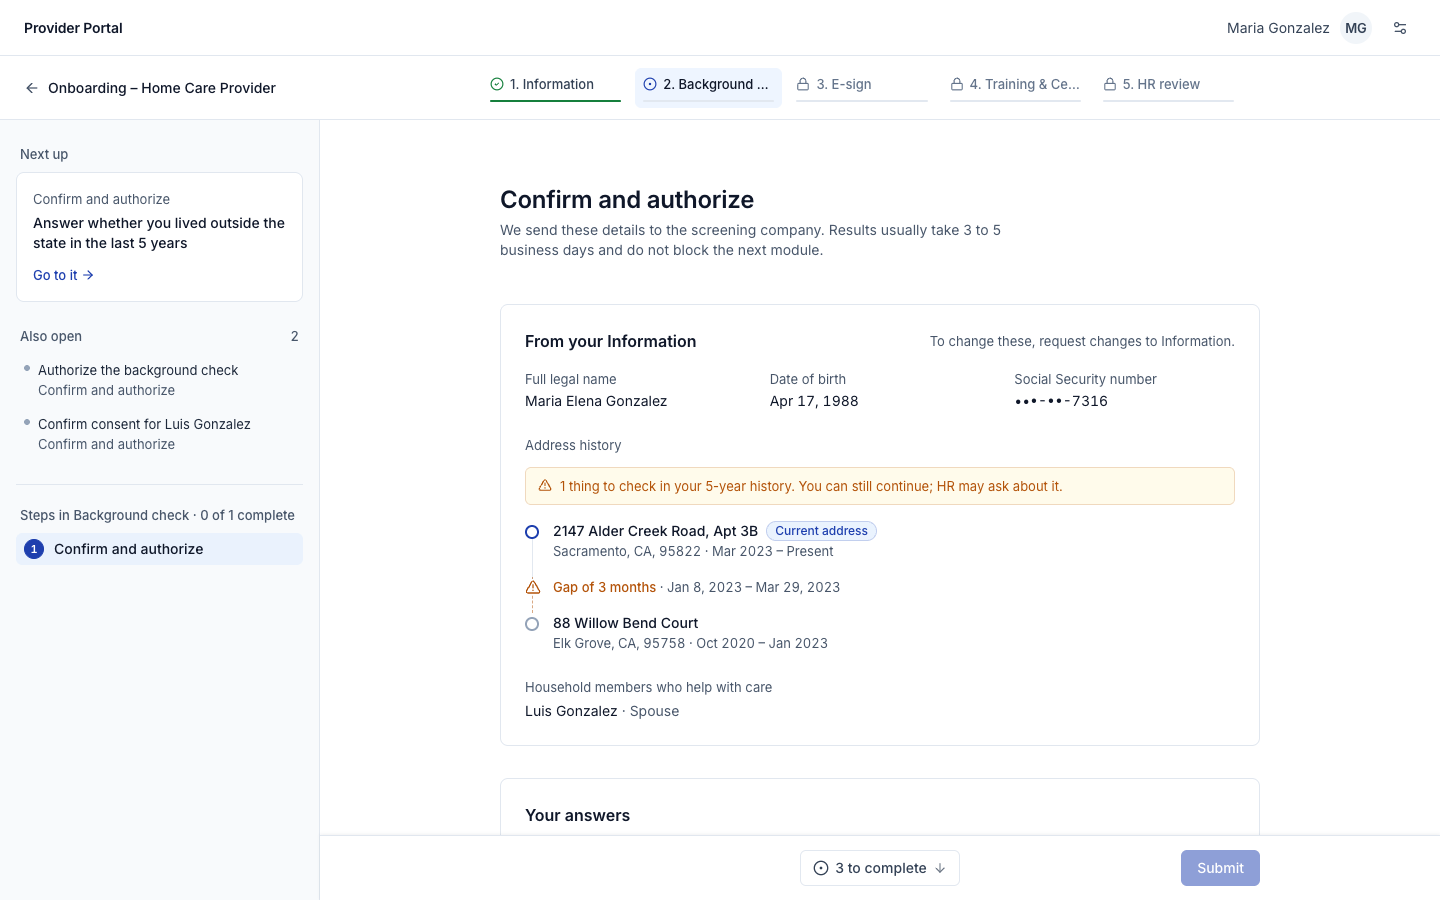 Provider Portal
Maria Gonzalez MG
Onboarding – Home Care Provider
1. Information
2. Background ...
3. E-sign
4. Training & Ce...
5. HR review
Next up
Confirm and authorize
Answer whether you lived outside the
state in the last 5 years
Go to it →
Also open 2
Authorize the background check
Confirm and authorize
Confirm consent for Luis Gonzalez
Confirm and authorize
Steps in Background check · 0 of 1 complete
1 Confirm and authorize
Confirm and authorize
We send these details to the screening company. Results usually take 3 to 5
business days and do not block the next module.
From your Information
To change these, request changes to Information.
Full legal name
Maria Elena Gonzalez
Date of birth
Apr 17, 1988
Social Security number
•••-••-7316
Address history
1 thing to check in your 5-year history. You can still continue; HR may ask about it.
2147 Alder Creek Road, Apt 3B Current address
Sacramento, CA, 95822 · Mar 2023 – Present
Gap of 3 months · Jan 8, 2023 – Mar 29, 2023
88 Willow Bend Court
Elk Grove, CA, 95758 · Oct 2020 – Jan 2023
Household members who help with care
Luis Gonzalez · Spouse
Your answers
3 to complete ↓
Submit